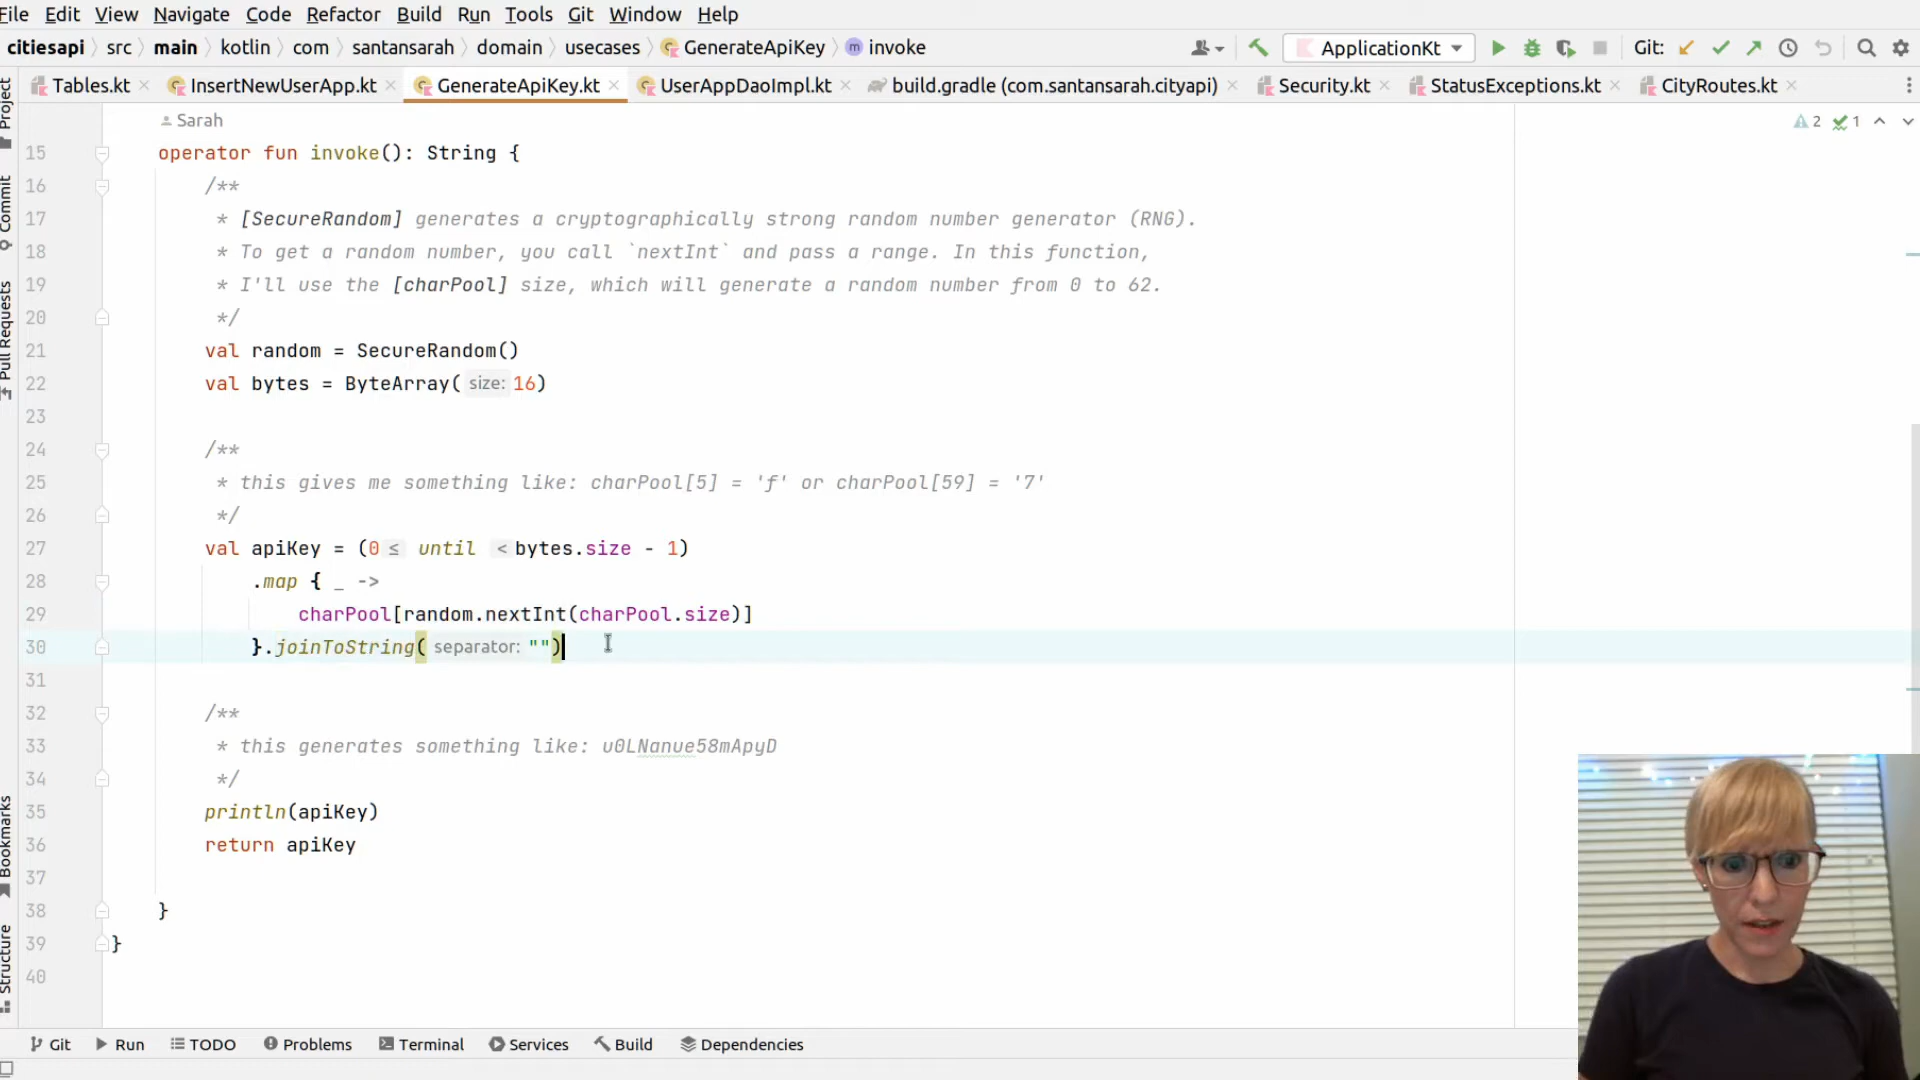 File Edit View Navigate Code Refactor Build Run Tools Git Window Help
citiesapi src main kotlin com santansarah domain usecases GenerateApiKey invoke ApplicationKt Git:
Tables.kt InsertNewUserApp.kt GenerateApiKey.kt UserAppDaoImpl.kt build.gradle (com.santansarah.cityapi) Security.kt StatusExceptions.kt CityRoutes.kt
Project
Commit
Pull Requests
Bookmarks
Structure
Sarah 2 1
15 operator fun invoke(): String {
16 /**
17 * [SecureRandom] generates a cryptographically strong random number generator (RNG).
18 * To get a random number, you call `nextInt` and pass a range. In this function,
19 * I'll use the [charPool] size, which will generate a random number from 0 to 62.
20 */
21 val random = SecureRandom()
22 val bytes = ByteArray( size: 16)
23
24 /**
25 * this gives me something like: charPool[5] = 'f' or charPool[59] = '7'
26 */
27 val apiKey = (0 ≤ until < bytes.size - 1)
28 .map { _ ->
29 charPool[random.nextInt(charPool.size)]
30 }.joinToString( separator: "")
31
32 /**
33 * this generates something like: u0LNanue58mApyD
34 */
35 println(apiKey)
36 return apiKey
37
38 }
39 }
40
Git Run TODO Problems Terminal Services Build Dependencies